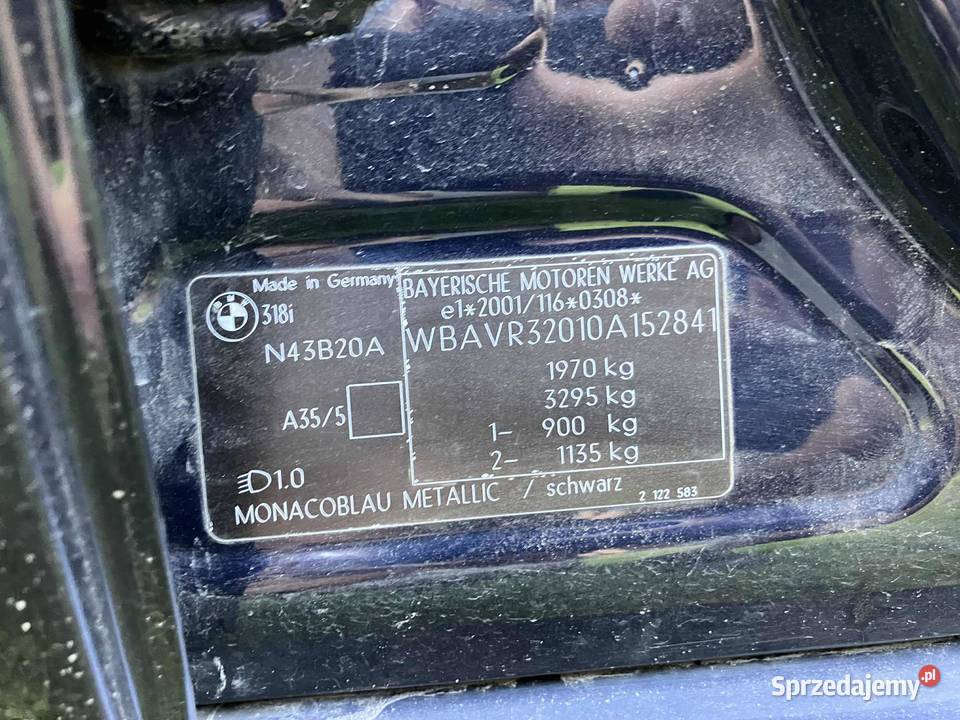 Made in Germany
318i
N43B20A
A35/5
1.0
BAYERISCHE MOTOREN WERKE AG
e1*2001/116*0308*
WBAVR32010A152841
1970 kg
3295 kg
1- 900 kg
2- 1135 kg
MONACOBLAU METALLIC / schwarz
2 122 583
Sprzedajemy.pl